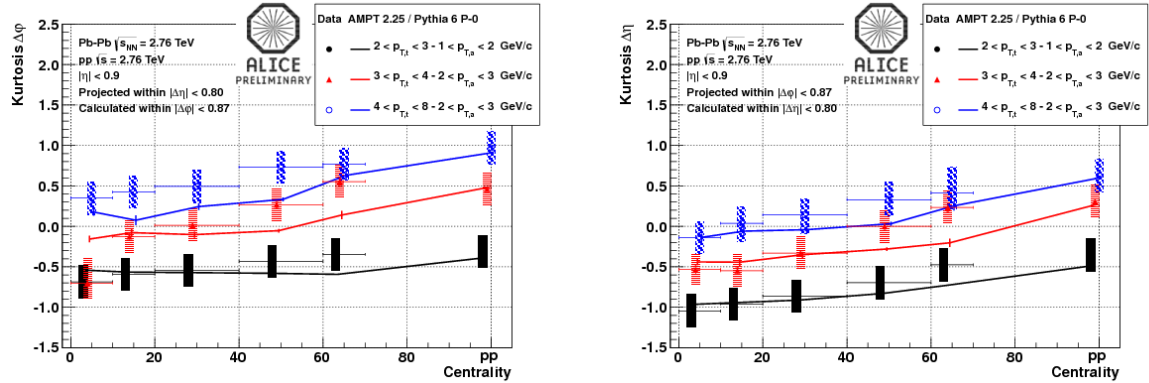 Kurtosis Δφ
2.5
2.0
1.5
1.0
0.5
0.0
-0.5
-1.0
-1.5
Pb-Pb √sNN = 2.76 TeV
pp √s = 2.76 TeV
|η| < 0.9
Projected within |Δη| < 0.80
Calculated within |Δφ| < 0.87
ALICE
PRELIMINARY
Data AMPT 2.25 / Pythia 6 P-0
2 < pT,t < 3 - 1 < pT,a < 2 GeV/c
3 < pT,t < 4 - 2 < pT,a < 3 GeV/c
4 < pT,t < 8 - 2 < pT,a < 3 GeV/c
0 20 40 60 80 pp
Centrality
Kurtosis Δη
2.5
2.0
1.5
1.0
0.5
0.0
-0.5
-1.0
-1.5
Pb-Pb √sNN = 2.76 TeV
pp √s = 2.76 TeV
|η| < 0.9
Projected within |Δφ| < 0.87
Calculated within |Δη| < 0.80
ALICE
PRELIMINARY
Data AMPT 2.25 / Pythia 6 P-0
2 < pT,t < 3 - 1 < pT,a < 2 GeV/c
3 < pT,t < 4 - 2 < pT,a < 3 GeV/c
4 < pT,t < 8 - 2 < pT,a < 3 GeV/c
0 20 40 60 80 pp
Centrality